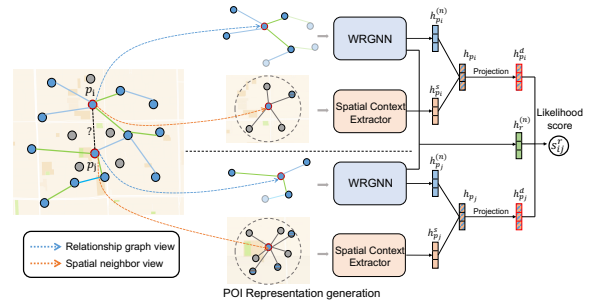 p_i
?
p_j
Relationship graph view
Spatial neighbor view
WRGNN
h_{p_i}^{(n)}
h_{p_i}
h_{p_i}^d
Projection
Spatial Context
Extractor
h_{p_i}^s
Likelihood
score
h_r^{(n)}
s_{ij}^r
WRGNN
h_{p_j}^{(n)}
h_{p_j}
h_{p_j}^d
Projection
Spatial Context
Extractor
h_{p_j}^s
POI Representation generation